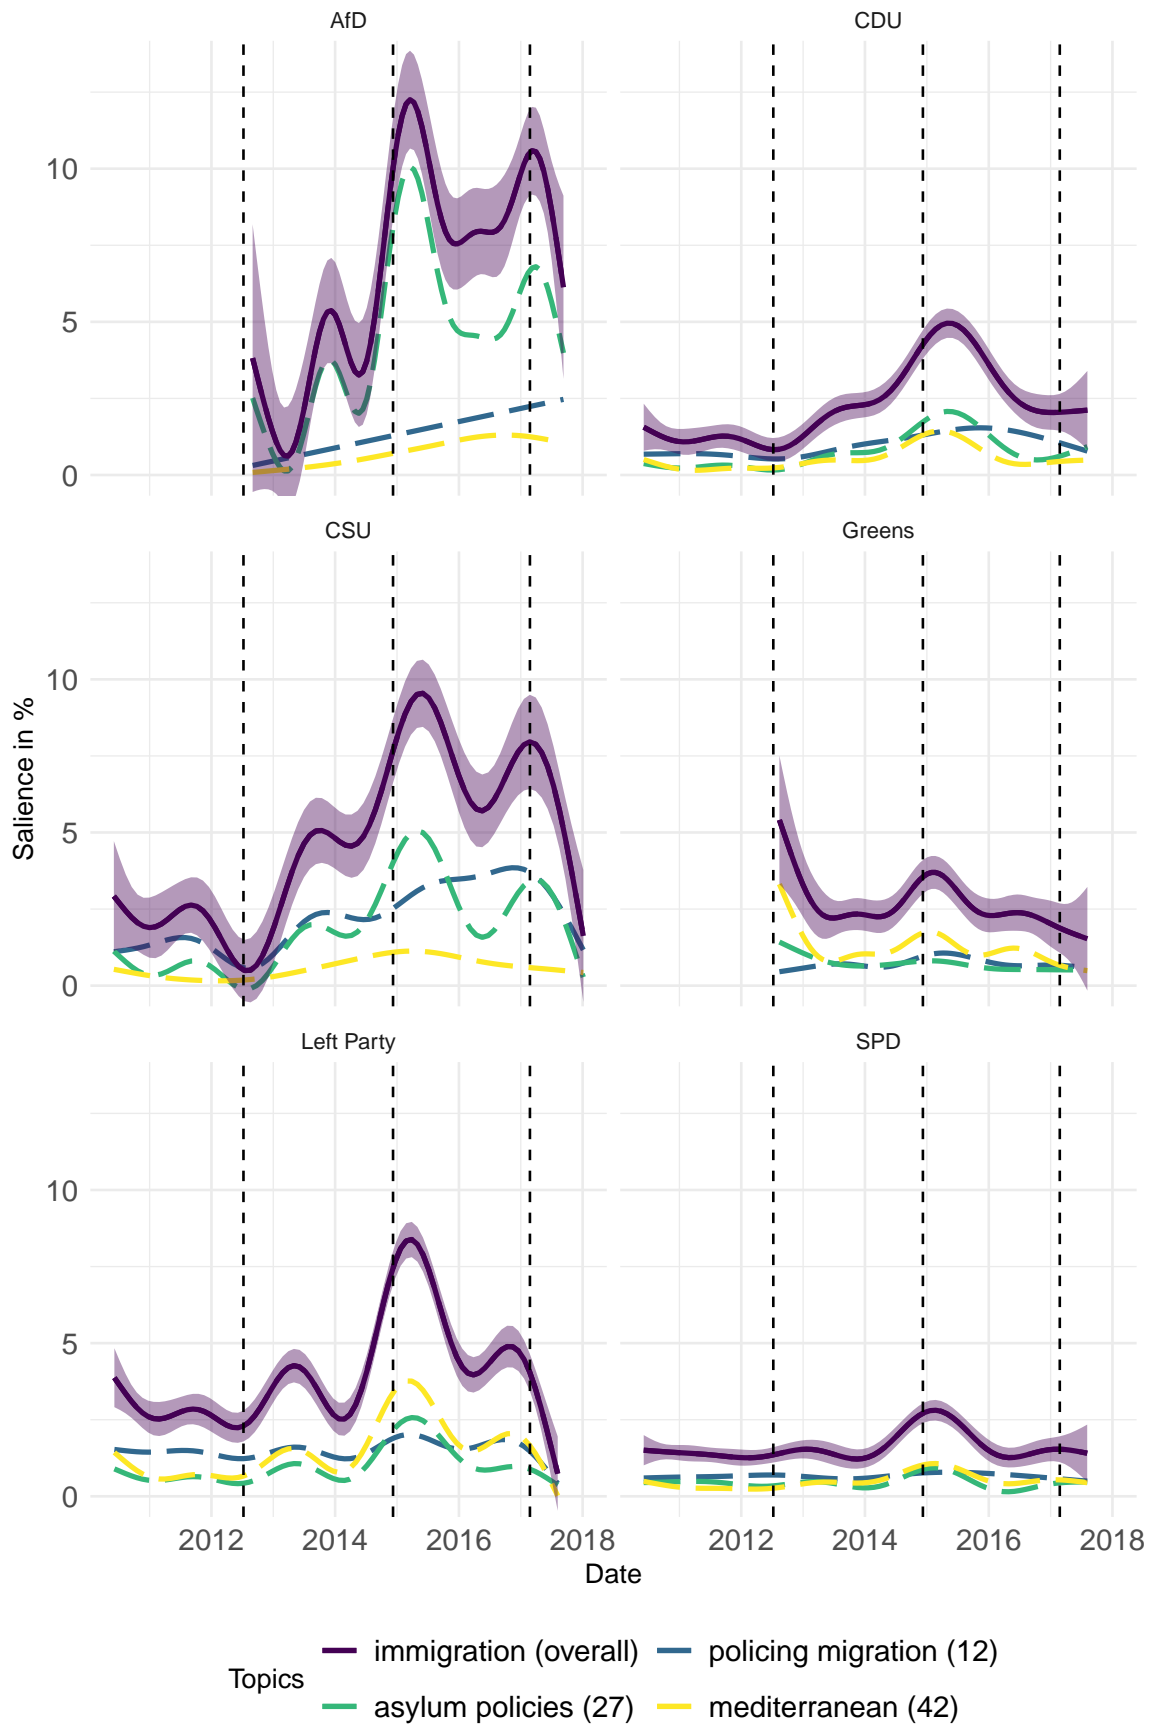 AfD CDU
10
5
0
CSU Greens
10
5
0
Salience in %
Left Party SPD
10
5
0
2012 2014 2016 2018 2012 2014 2016 2018
Date
Topics
immigration (overall) policing migration (12)
asylum policies (27) mediterranean (42)